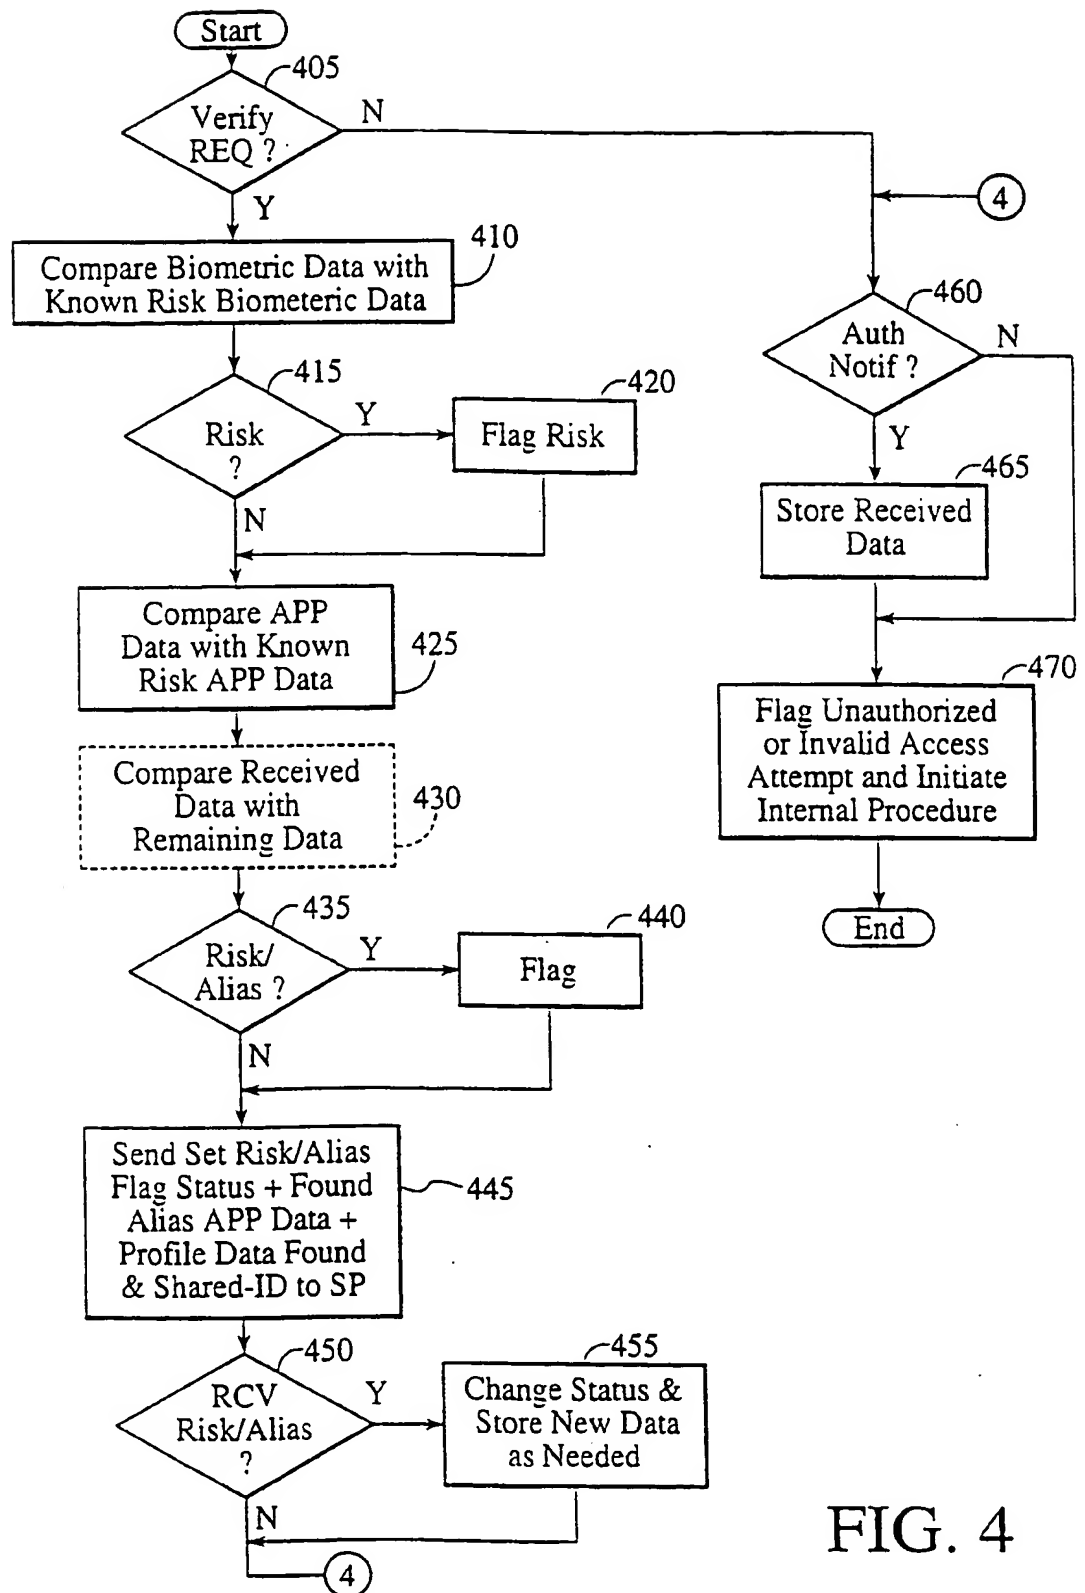 Start
405
Verify
REQ ?
N
Y
4
410
Compare Biometric Data with
Known Risk Biometeric Data
460
Auth
Notif ?
N
Y
415
Risk
?
Y
N
420
Flag Risk
465
Store Received
Data
Compare APP
Data with Known
Risk APP Data
425
470
Flag Unauthorized
or Invalid Access
Attempt and Initiate
Internal Procedure
Compare Received
Data with
Remaining Data
430
End
435
Risk/
Alias ?
Y
N
440
Flag
Send Set Risk/Alias
Flag Status + Found
Alias APP Data +
Profile Data Found
& Shared-ID to SP
445
450
RCV
Risk/Alias
?
Y
N
455
Change Status &
Store New Data
as Needed
4
FIG. 4